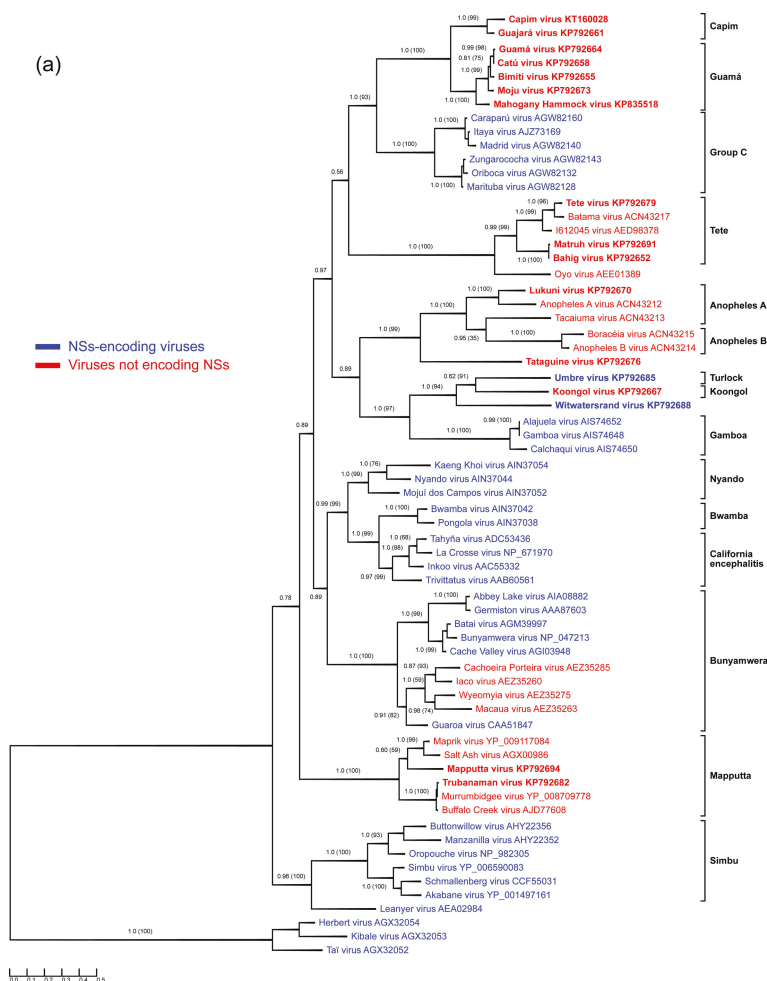 (a)
NSs-encoding viruses
Viruses not encoding NSs
Capim virus KT160028
Guajará virus KP792661
Guamá virus KP792664
Catú virus KP792658
Bimiti virus KP792655
Moju virus KP792673
Mahogany Hammock virus KP835518
Caraparú virus AGW82160
Itaya virus AJZ73169
Madrid virus AGW82140
Zungarococha virus AGW82143
Oriboca virus AGW82132
Marituba virus AGW82128
Tete virus KP792679
Batama virus ACN43217
I612045 virus AED98378
Matruh virus KP792691
Bahig virus KP792652
Oyo virus AEE01389
Lukuni virus KP792670
Anopheles A virus ACN43212
Tacaiuma virus ACN43213
Boracéia virus ACN43215
Anopheles B virus ACN43214
Tataguine virus KP792676
Umbre virus KP792685
Koongol virus KP792667
Witwatersrand virus KP792688
Alajuela virus AIS74652
Gamboa virus AIS74648
Calchaqui virus AIS74650
Kaeng Khoi virus AIN37054
Nyando virus AIN37044
Mojuí dos Campos virus AIN37052
Bwamba virus AIN37042
Pongola virus AIN37038
Tahyña virus ADC53436
La Crosse virus NP_671970
Inkoo virus AAC55332
Trivittatus virus AAB60561
Abbey Lake virus AIA08882
Germiston virus AAA87603
Batai virus AGM39997
Bunyamwera virus NP_047213
Cache Valley virus AGI03948
Cachoeira Porteira virus AEZ35285
Iaco virus AEZ35260
Wyeomyia virus AEZ35275
Macaua virus AEZ35263
Guaroa virus CAA51847
Maprik virus YP_009117084
Salt Ash virus AGX00986
Mapputta virus KP792694
Trubanaman virus KP792682
Murrumbidgee virus YP_008709778
Buffalo Creek virus AJD77608
Buttonwillow virus AHY22356
Manzanilla virus AHY22352
Oropouche virus NP_982305
Simbu virus YP_006590083
Schmallenberg virus CCF55031
Akabane virus YP_001497161
Leanyer virus AEA02984
Herbert virus AGX32054
Kibale virus AGX32053
Taï virus AGX32052
Capim
Guamá
Group C
Tete
Anopheles A
Anopheles B
Turlock
Koongol
Gamboa
Nyando
Bwamba
California
encephalitis
Bunyamwera
Mapputta
Simbu
1.0 (99)
0.99 (98)
0.81 (75)
1.0 (99)
1.0 (100)
1.0 (100)
1.0 (93)
1.0 (100)
1.0 (100)
1.0 (100)
0.56
1.0 (96)
1.0 (99)
0.99 (99)
1.0 (100)
1.0 (100)
0.97
1.0 (100)
1.0 (100)
1.0 (100)
0.95 (35)
1.0 (99)
0.89
0.62 (91)
1.0 (94)
1.0 (97)
0.99 (100)
1.0 (100)
0.89
1.0 (76)
1.0 (99)
0.99 (99)
1.0 (100)
1.0 (99)
1.0 (68)
1.0 (98)
0.97 (99)
0.89
1.0 (100)
1.0 (99)
1.0 (99)
1.0 (100)
0.87 (93)
1.0 (59)
0.98 (74)
0.91 (82)
0.78
1.0 (99)
0.60 (59)
1.0 (100)
1.0 (100)
1.0 (93)
1.0 (100)
1.0 (100)
0.96 (100)
1.0 (100)
0.0 0.1 0.2 0.3 0.4 0.5